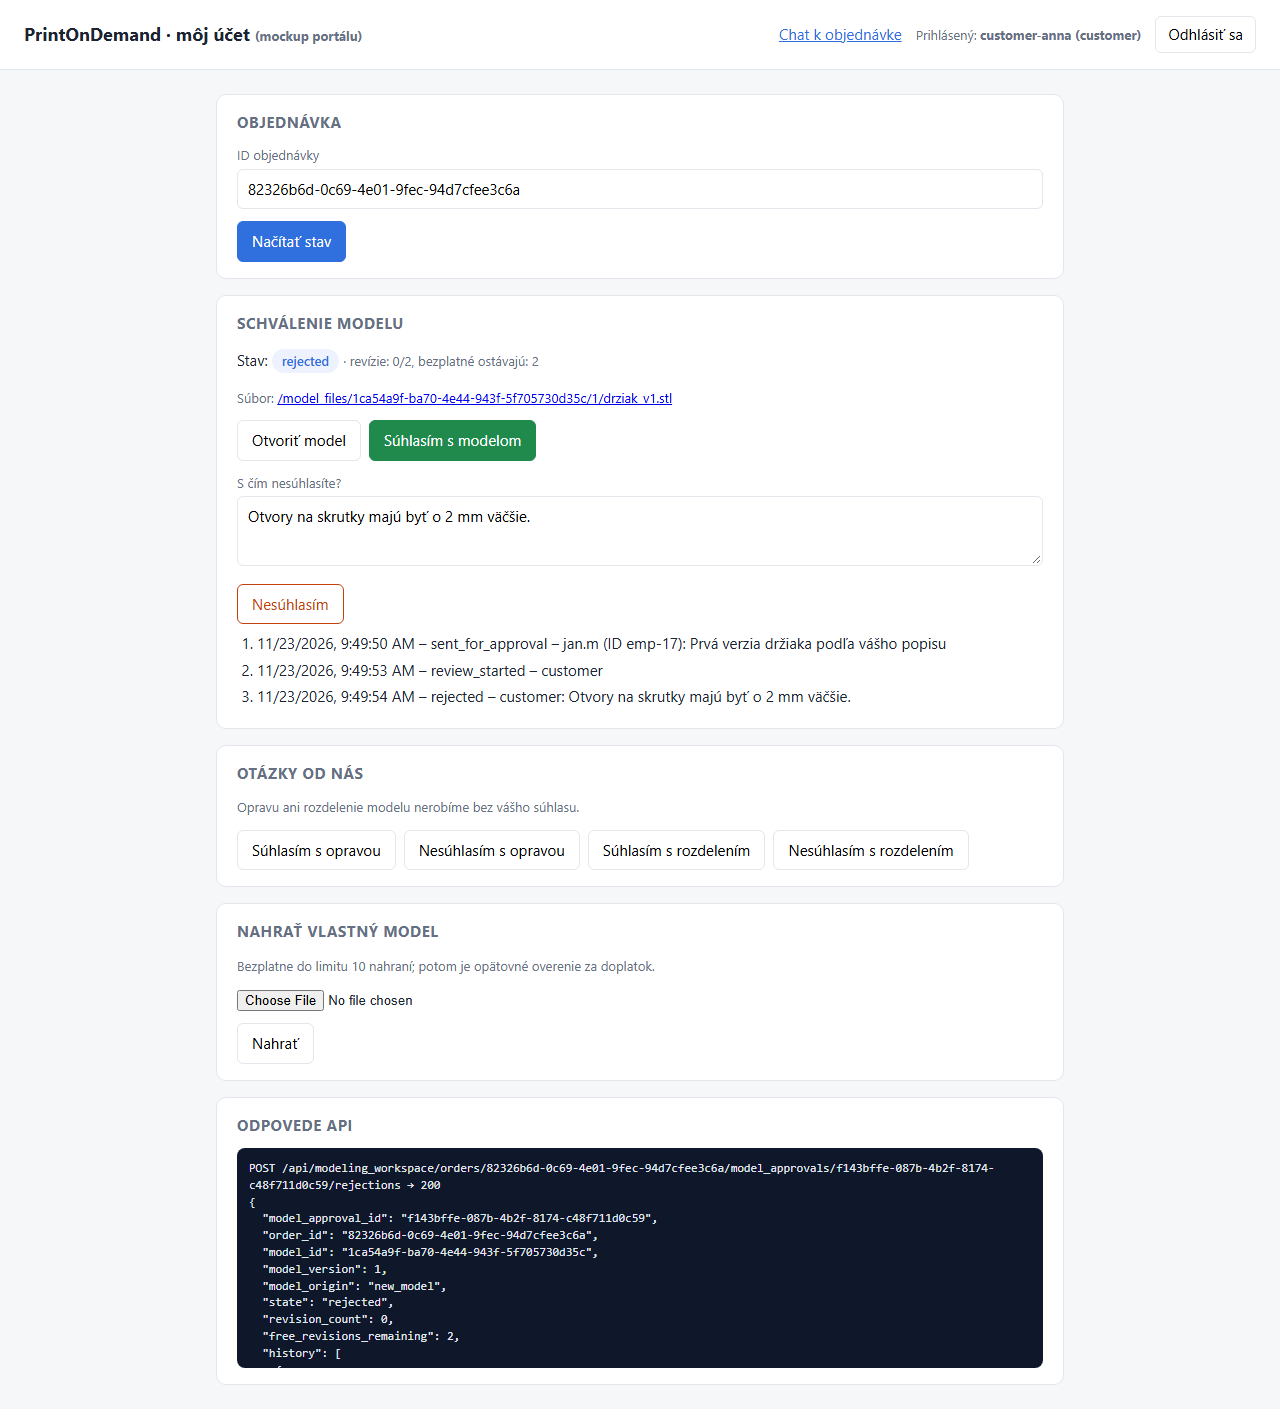 PrintOnDemand · môj účet (mockup portálu)
Chat k objednávke
Prihlásený: customer-anna (customer)
Odhlásiť sa
OBJEDNÁVKA
ID objednávky
82326b6d-0c69-4e01-9fec-94d7cfee3c6a
Načítať stav
SCHVÁLENIE MODELU
Stav: rejected · revízie: 0/2, bezplatné ostávajú: 2
Súbor: /model_files/1ca54a9f-ba70-4e44-943f-5f705730d35c/1/drziak_v1.stl
Otvoriť model
Súhlasím s modelom
S čím nesúhlasíte?
Otvory na skrutky majú byť o 2 mm väčšie.
Nesúhlasím
1. 11/23/2026, 9:49:50 AM – sent_for_approval – jan.m (ID emp-17): Prvá verzia držiaka podľa vášho popisu
2. 11/23/2026, 9:49:53 AM – review_started – customer
3. 11/23/2026, 9:49:54 AM – rejected – customer: Otvory na skrutky majú byť o 2 mm väčšie.
OTÁZKY OD NÁS
Opravu ani rozdelenie modelu nerobíme bez vášho súhlasu.
Súhlasím s opravou
Nesúhlasím s opravou
Súhlasím s rozdelením
Nesúhlasím s rozdelením
NAHRAŤ VLASTNÝ MODEL
Bezplatne do limitu 10 nahraní; potom je opätovné overenie za doplatok.
Choose File No file chosen
Nahrať
ODPOVEDE API
POST /api/modeling_workspace/orders/82326b6d-0c69-4e01-9fec-94d7cfee3c6a/model_approvals/f143bffe-087b-4b2f-8174-
c48f711d0c59/rejections → 200
{
"model_approval_id": "f143bffe-087b-4b2f-8174-c48f711d0c59",
"order_id": "82326b6d-0c69-4e01-9fec-94d7cfee3c6a",
"model_id": "1ca54a9f-ba70-4e44-943f-5f705730d35c",
"model_version": 1,
"model_origin": "new_model",
"state": "rejected",
"revision_count": 0,
"free_revisions_remaining": 2,
"history": [